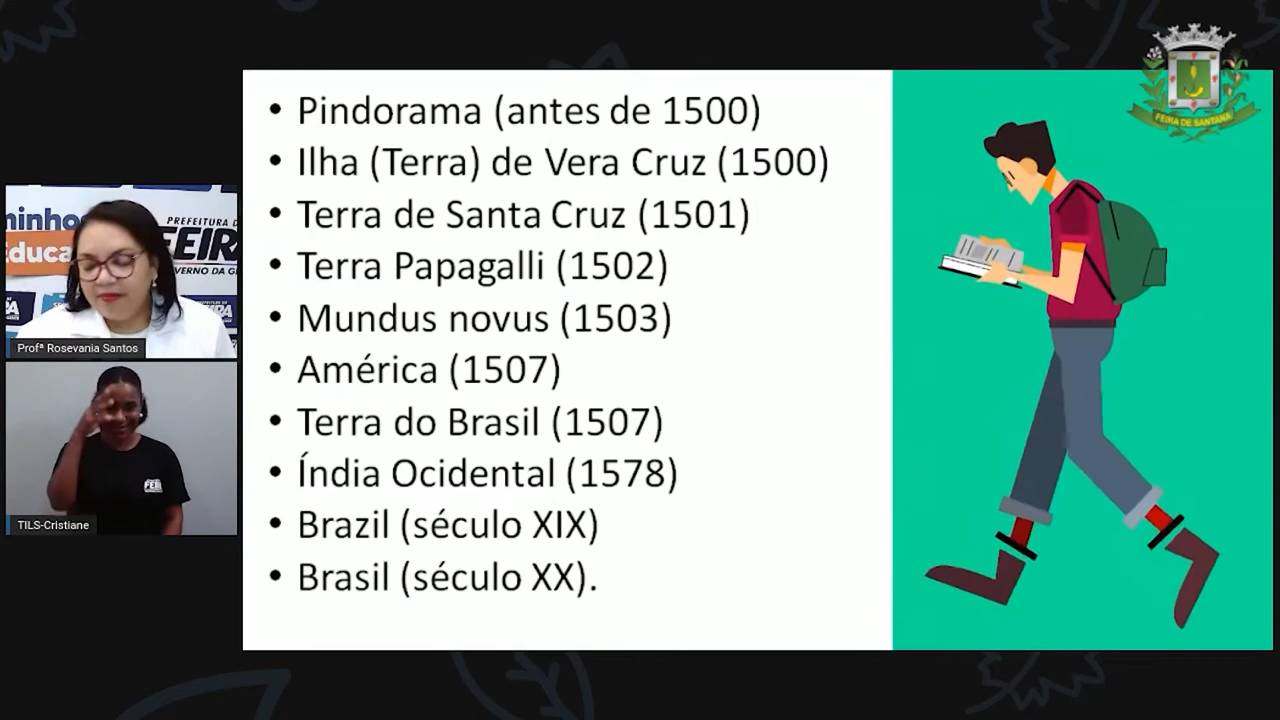 • Pindorama (antes de 1500)
• Ilha (Terra) de Vera Cruz (1500)
• Terra de Santa Cruz (1501)
• Terra Papagalli (1502)
• Mundus novus (1503)
• América (1507)
• Terra do Brasil (1507)
• Índia Ocidental (1578)
• Brazil (século XIX)
• Brasil (século XX).
FEIRA DE SANTANA
PREFEITURA
FEIRA
Profª Rosevania Santos
TILS-Cristiane